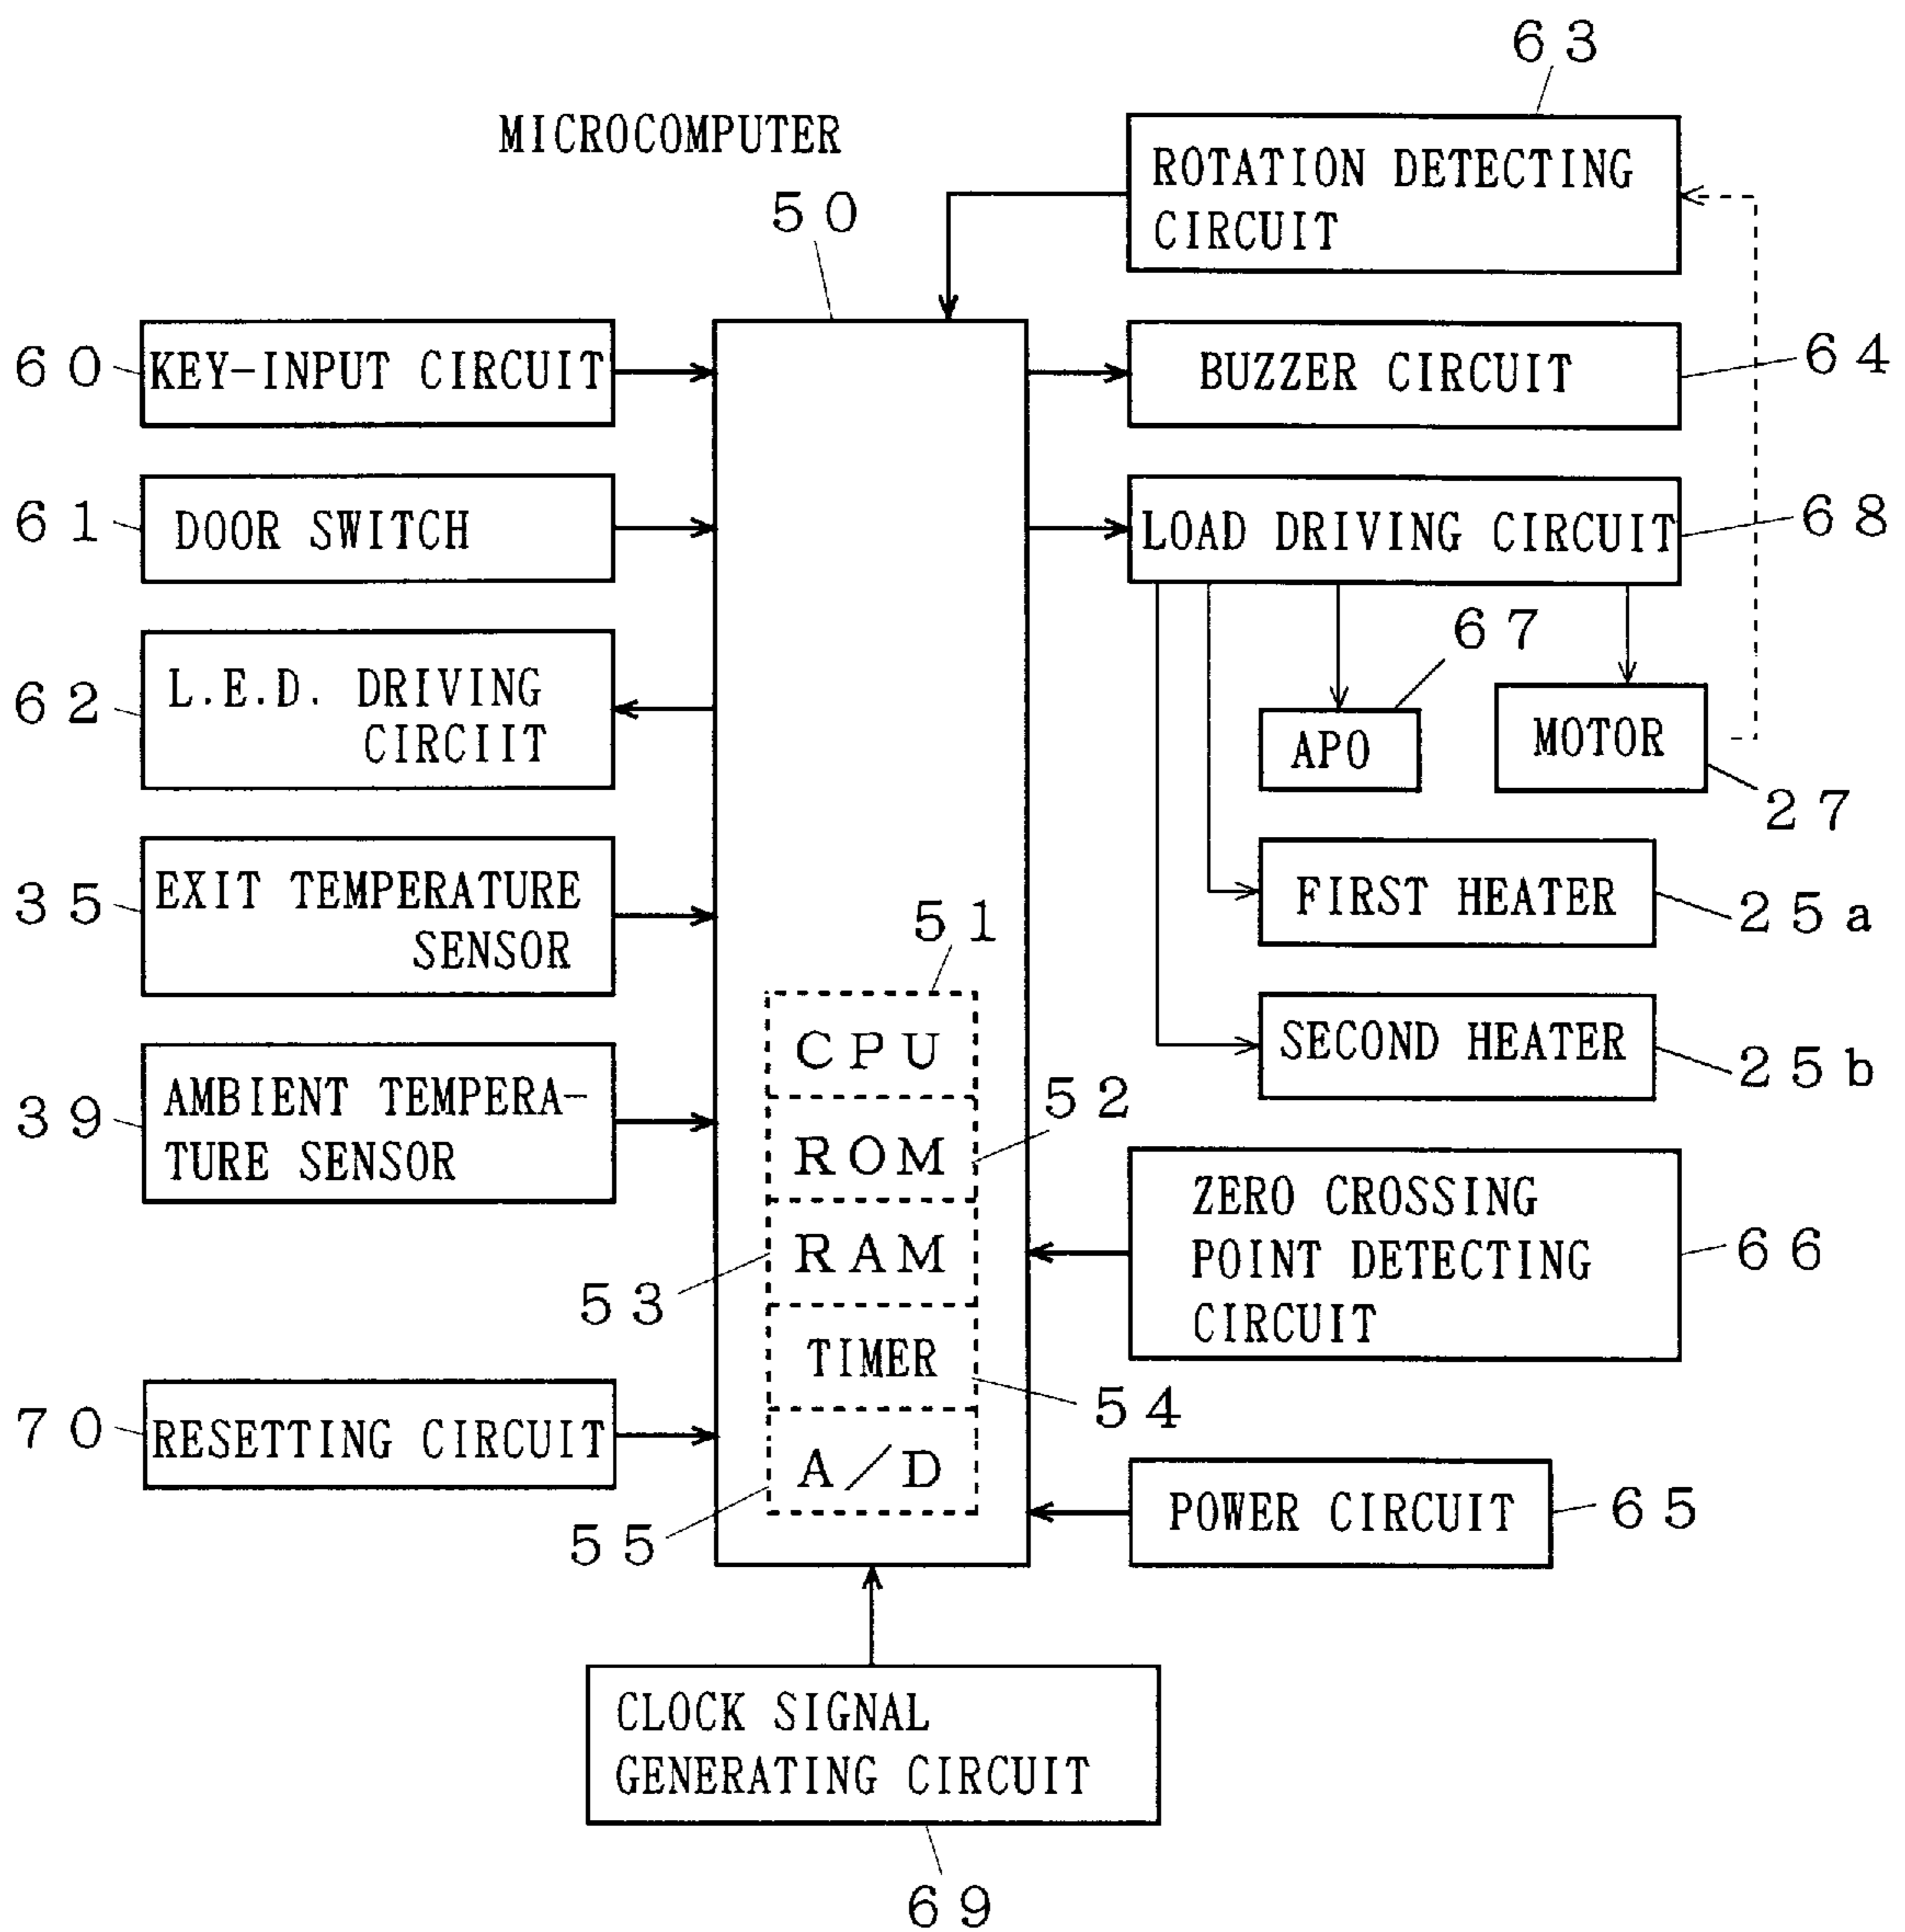 63
MICROCOMPUTER
ROTATION DETECTING
CIRCUIT
50
60
KEY-INPUT CIRCUIT
BUZZER CIRCUIT
64
61
DOOR SWITCH
LOAD DRIVING CIRCUIT
68
67
62
L.E.D. DRIVING
CIRCIIT
APO
MOTOR
27
35
EXIT TEMPERATURE
SENSOR
FIRST HEATER
25a
51
CPU
SECOND HEATER
25b
39
AMBIENT TEMPERA-
TURE SENSOR
52
ROM
RAM
53
ZERO CROSSING
POINT DETECTING
CIRCUIT
66
TIMER
54
70
RESETTING CIRCUIT
A/D
55
POWER CIRCUIT
65
CLOCK SIGNAL
GENERATING CIRCUIT
69